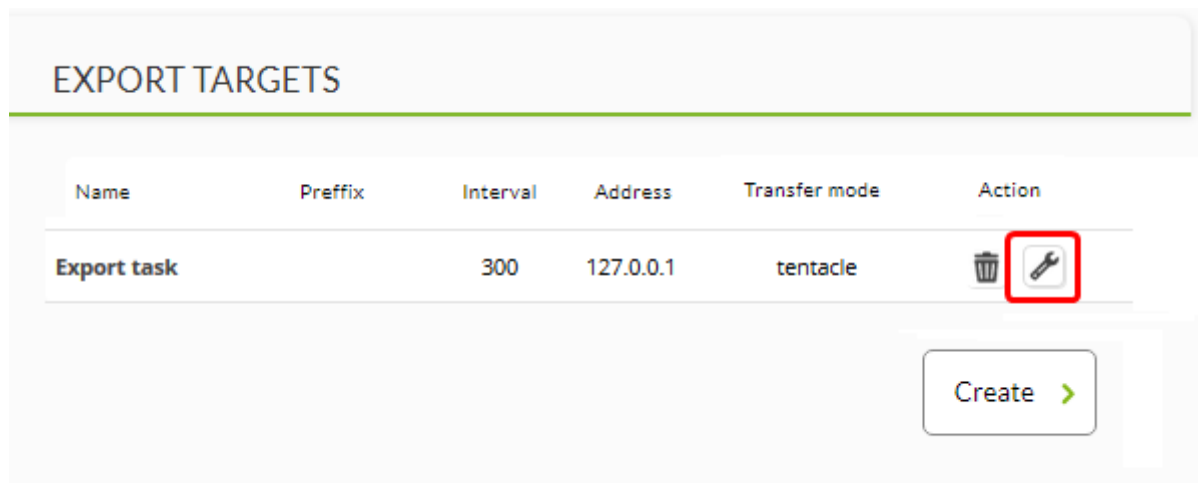 EXPORT TARGETS
Name Preffix Interval Address Transfer mode Action
Export task 300 127.0.0.1 tentacle
Create